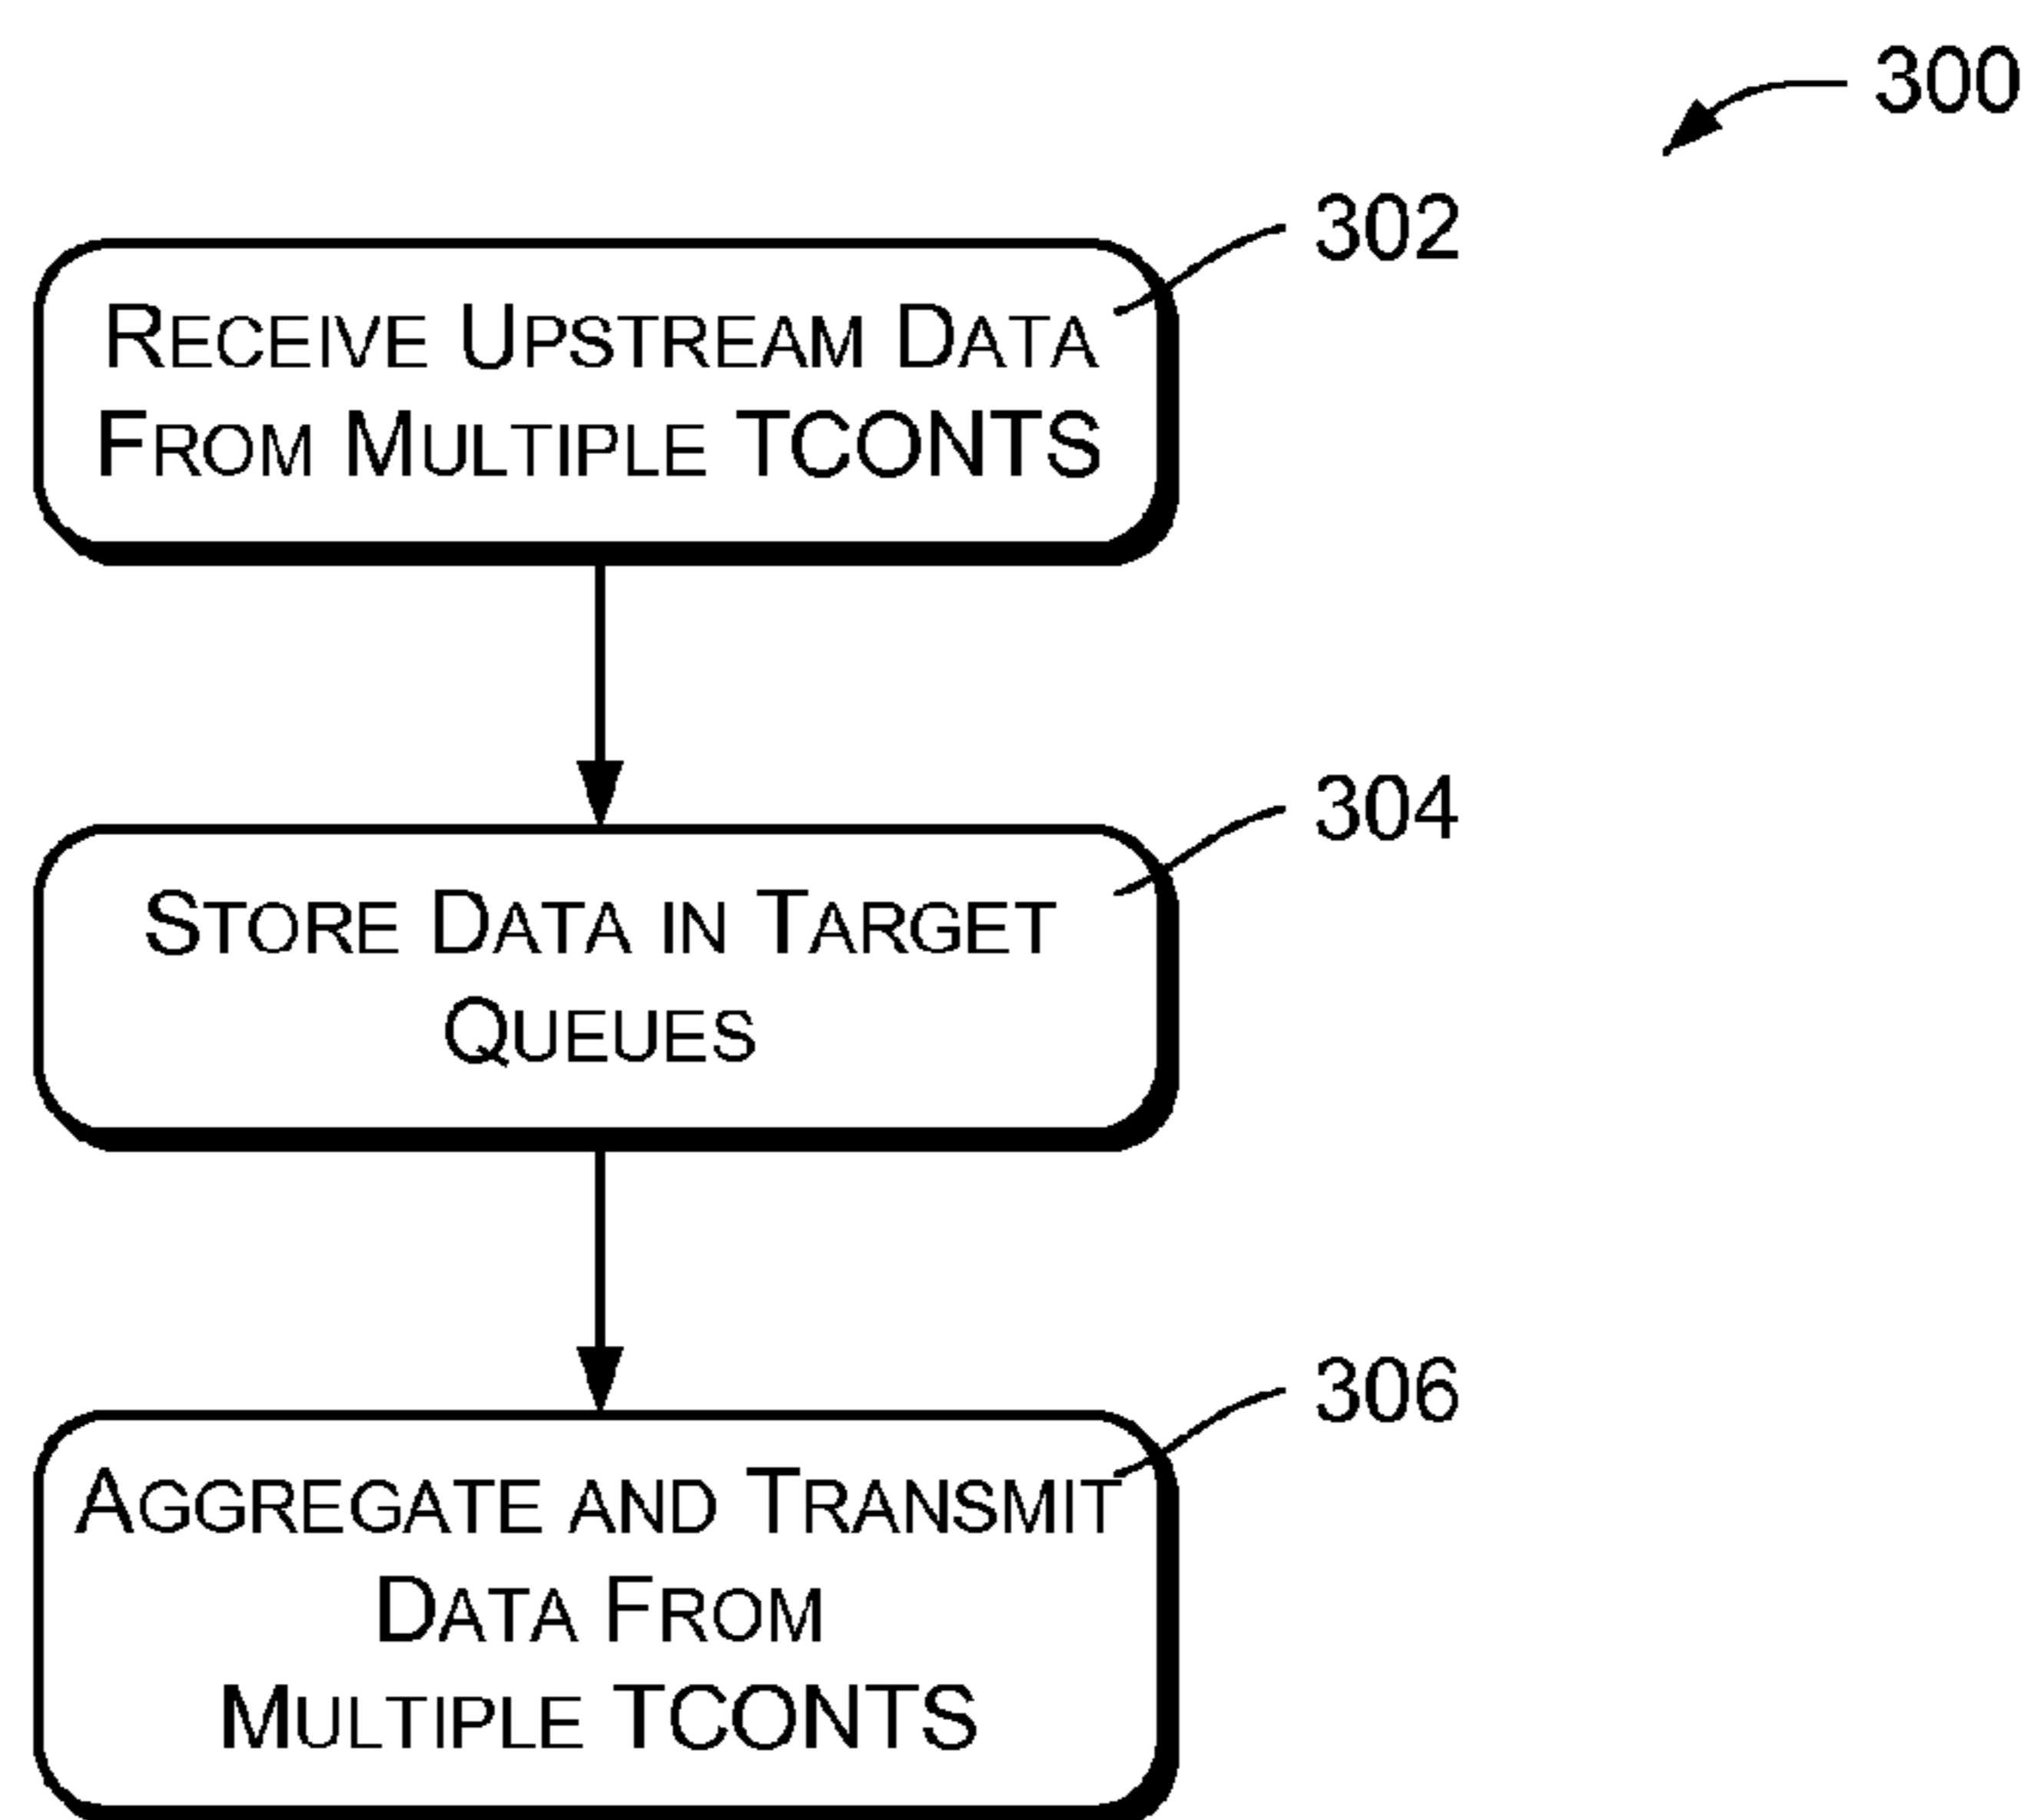 300
302
RECEIVE UPSTREAM DATA
FROM MULTIPLE TCONTS
304
STORE DATA IN TARGET
QUEUES
306
AGGREGATE AND TRANSMIT
DATA FROM
MULTIPLE TCONTS